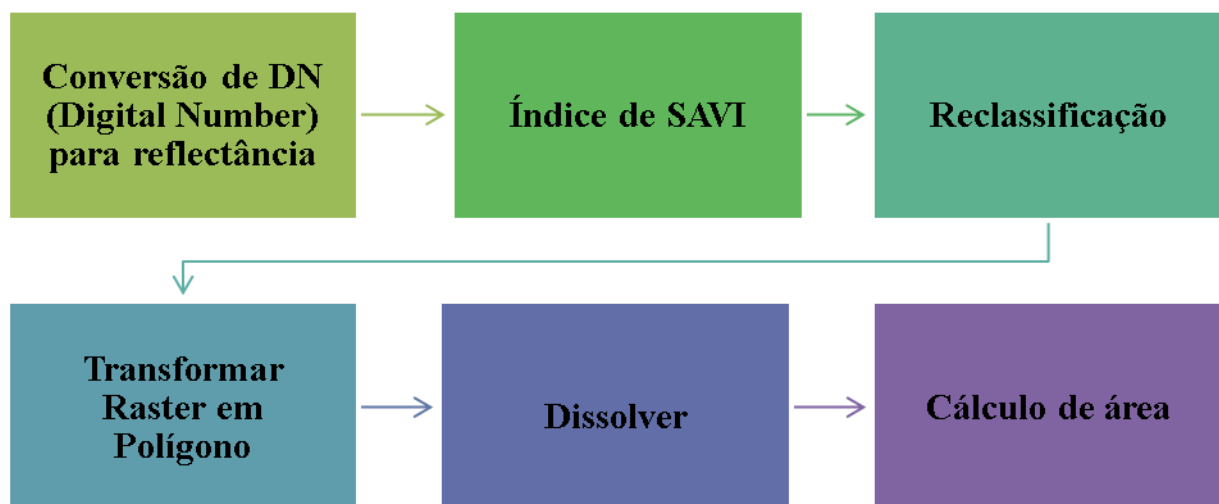 Conversão de DN
(Digital Number)
para reflectância
Índice de SAVI
Reclassificação
Transformar
Raster em
Polígono
Dissolver
Cálculo de área